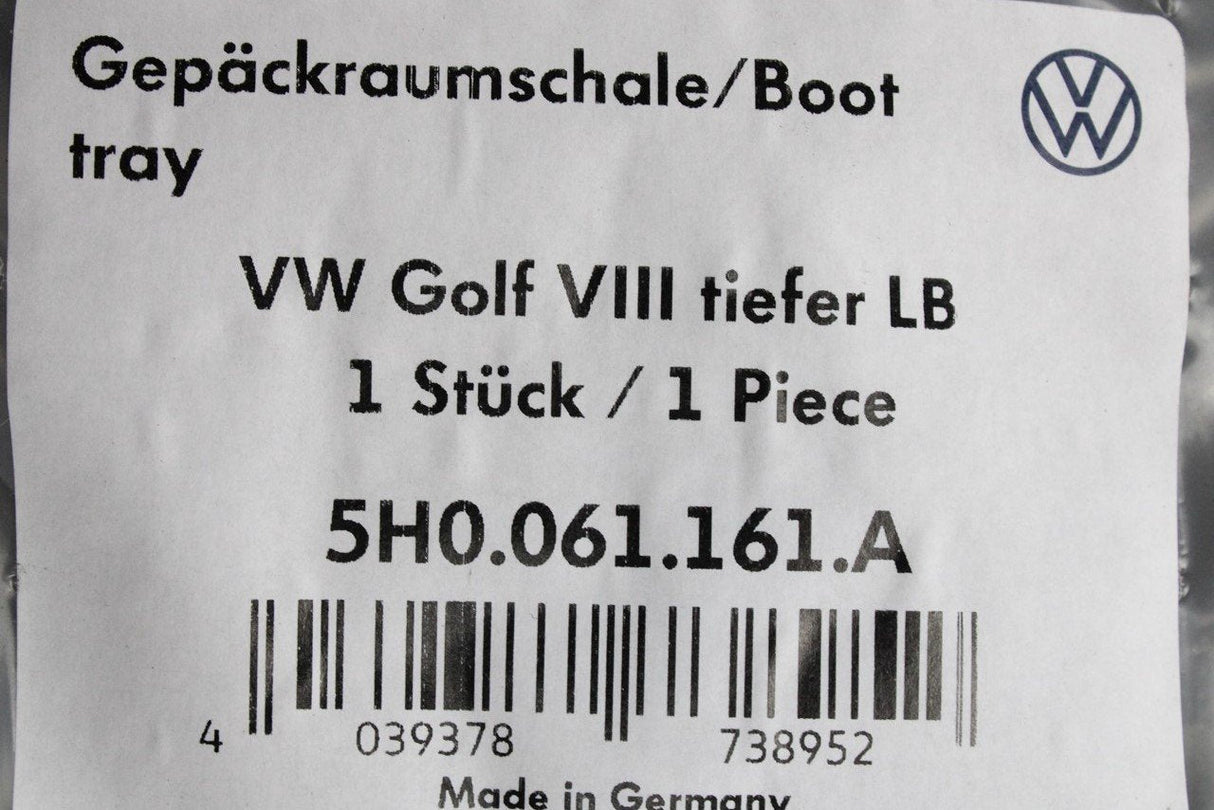 Gepäckraumschale/Boot
tray
VW Golf VIII tiefer LB
1 Stück / 1 Piece
5H0.061.161.A
4 039378 738952
Made in Germany